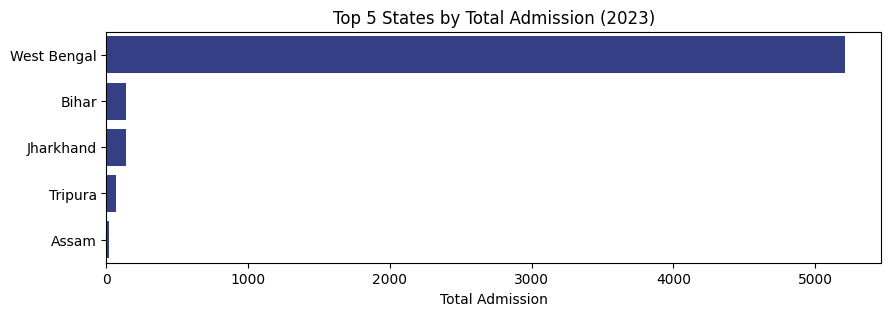 Top 5 States by Total Admission (2023)
West Bengal
Bihar
Jharkhand
Tripura
Assam
0 1000 2000 3000 4000 5000
Total Admission